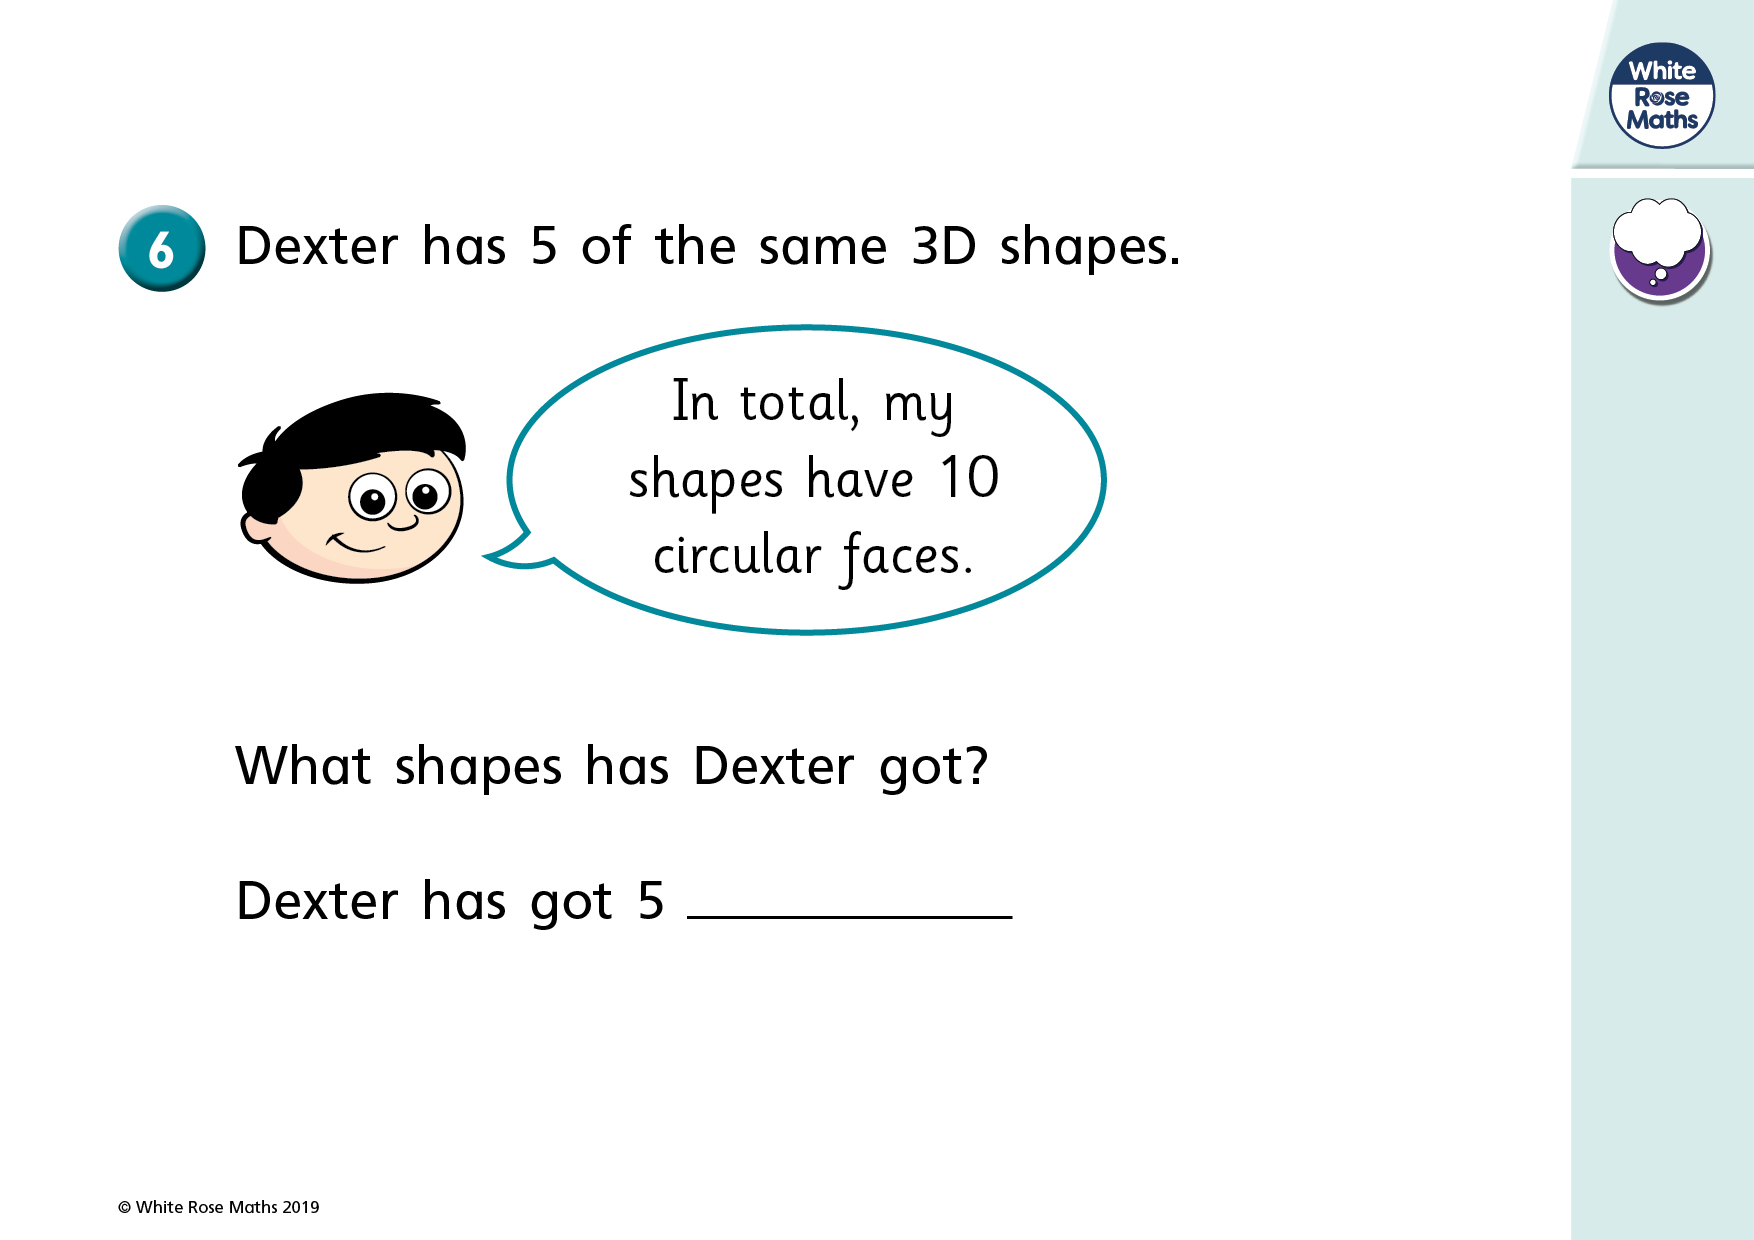 White
Rose
Maths
6 Dexter has 5 of the same 3D shapes.
In total, my
shapes have 10
circular faces.
What shapes has Dexter got?
Dexter has got 5
© White Rose Maths 2019